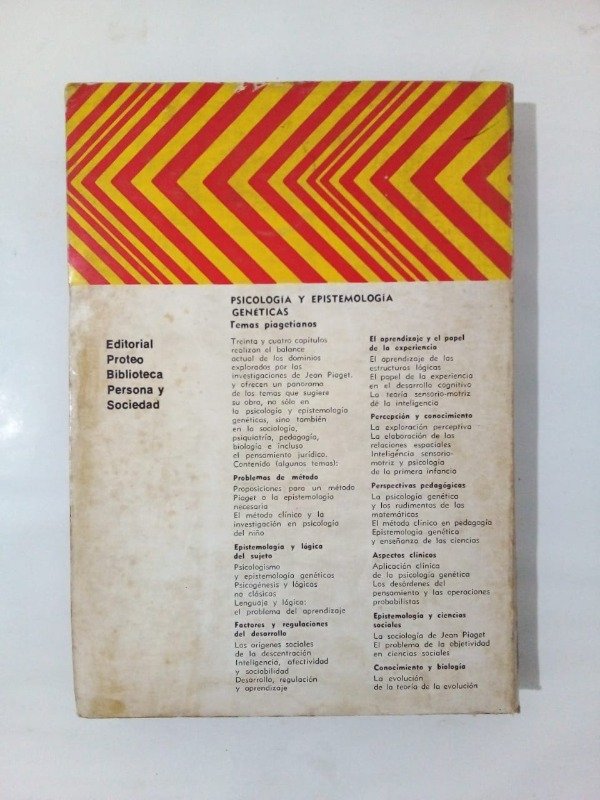 PSICOLOGIA Y EPISTEMOLOGIA
GENETICAS
Temas piagetianos
Editorial
Proteo
Biblioteca
Persona y
Sociedad
Treinta y cuatro capítulos
realizan el balance
actual de los dominios
explorados por las
investigaciones de Jean Piaget,
y ofrecen un panorama
de los temas que sugiere
su obra, no sólo en
la psicología y epistemología
genéticas, sino también
en la sociología,
psiquiatría, pedagogía,
biología e incluso
el pensamiento jurídico.
Contenido (algunos temas):
Problemas de método
Proposiciones para un método
Piaget o la epistemología
necesaria
El método clínico y la
investigación en psicología
del niño
Epistemología y lógica
del sujeto
Psicologismo
y epistemología genéticas
Psicogénesis y lógicas
no clásicas
Lenguaje y lógica:
el problema del aprendizaje
Factores y regulaciones
del desarrollo
Los orígenes sociales
de la descentración
Inteligencia, afectividad
y sociabilidad
Desarrollo, regulación
y aprendizaje
El aprendizaje y el papel
de la experiencia
El aprendizaje de las
estructuras lógicas
El papel de la experiencia
en el desarrollo cognitivo
La teoría sensorio-motriz
de la inteligencia
Percepción y conocimiento
La exploración perceptiva
La elaboración de las
relaciones espaciales
Inteligencia sensorio-
motriz y psicología
de la primera infancia
Perspectivas pedagógicas
La psicología genética
y los rudimentos de las
matemáticas
El método clínico en pedagogía
Epistemología genética
y enseñanza de las ciencias
Aspectos clínicos
Aplicación clínica
de la psicología genética
Los desórdenes del
pensamiento y las operaciones
probabilistas
Epistemología y ciencias
sociales
La sociología de Jean Piaget
El problema de la objetividad
en ciencias sociales
Conocimiento y biología
La evolución
de la teoría de la evolución